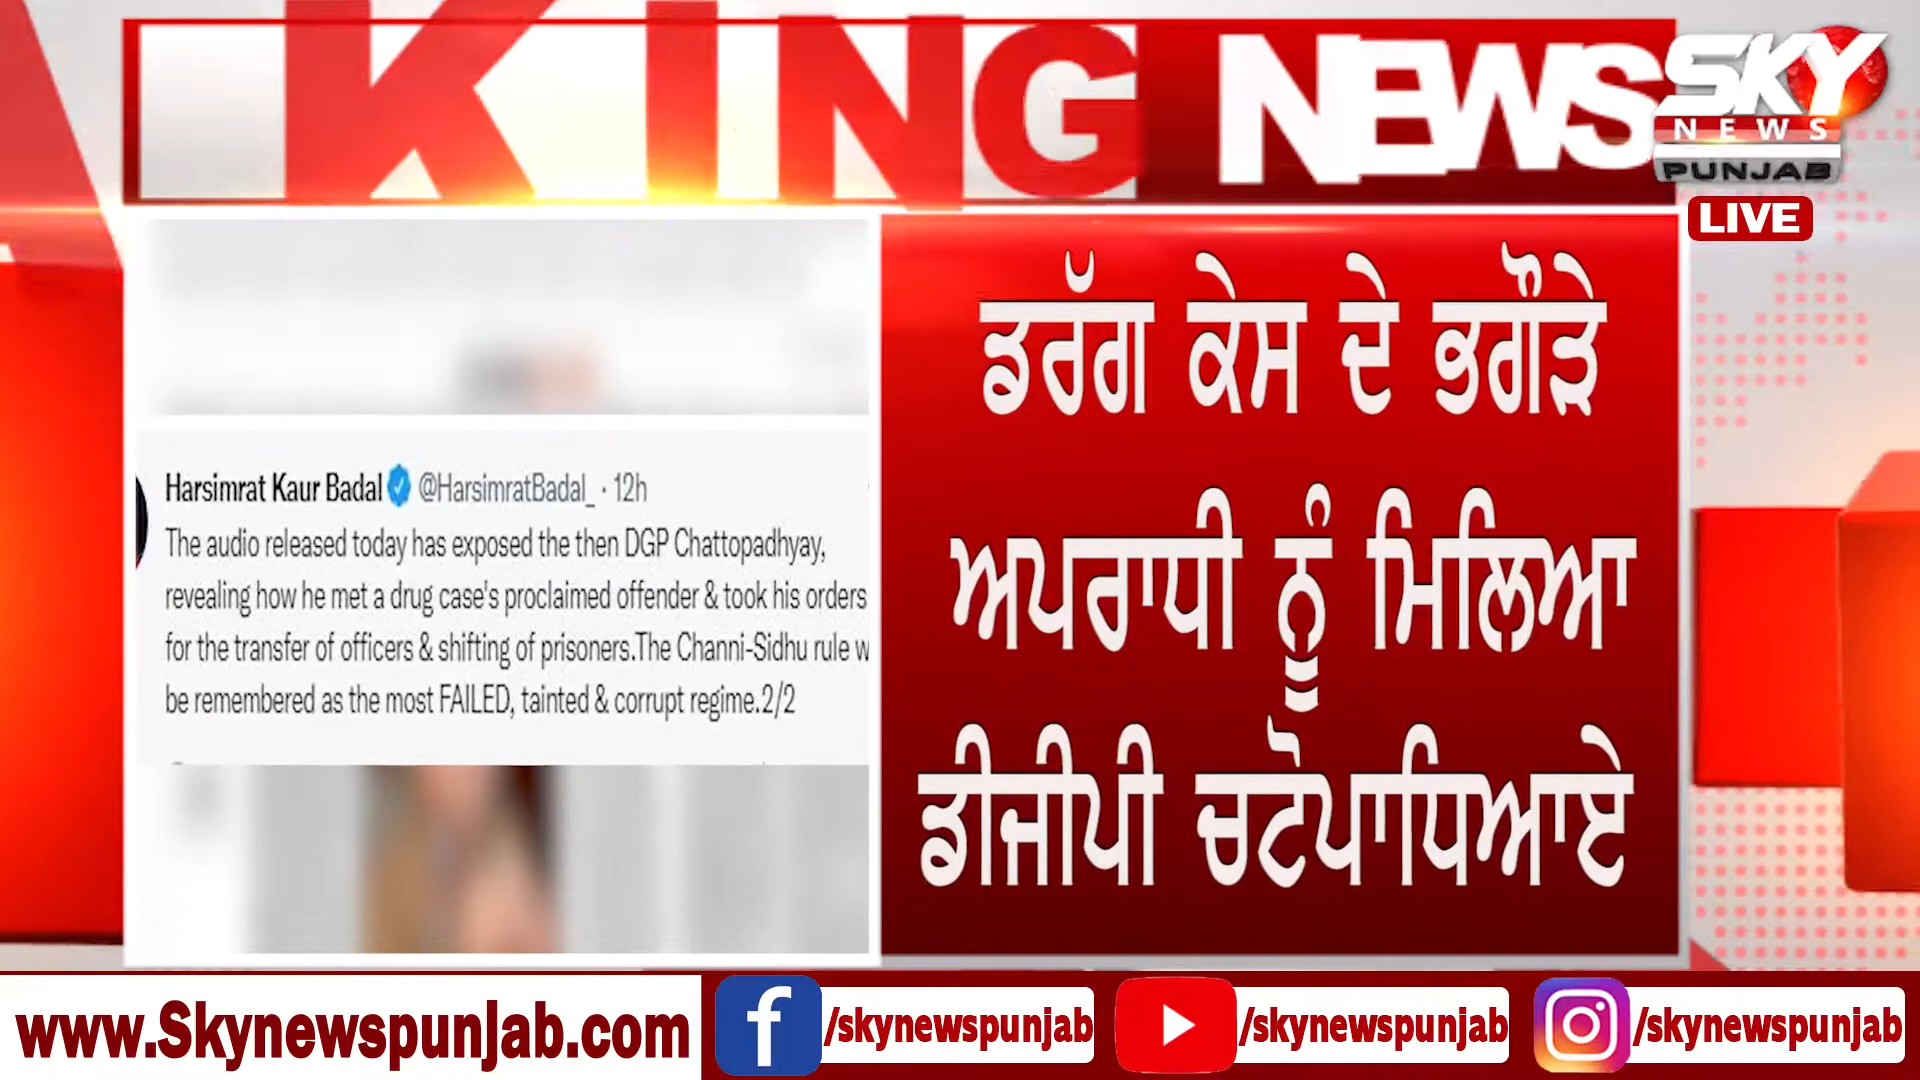 KING NEWS
SKY
NEWS
PUNJAB
LIVE
ਡਰੱਗ ਕੇਸ ਦੇ ਭਗੌੜੇ
ਅਪਰਾਧੀ ਨੂੰ ਮਿਲਿਆ
ਡੀਜੀਪੀ ਚਟੋਪਾਧਿਆਏ
Harsimrat Kaur Badal @HarsimratBadal_ · 12h
The audio released today has exposed the then DGP Chattopadhyay,
revealing how he met a drug case's proclaimed offender & took his orders
for the transfer of officers & shifting of prisoners.The Channi-Sidhu rule w
be remembered as the most FAILED, tainted & corrupt regime.2/2
www.SkynewspunJab.com
/skynewspunjab
/skynewspunjab
/skynewspunjab